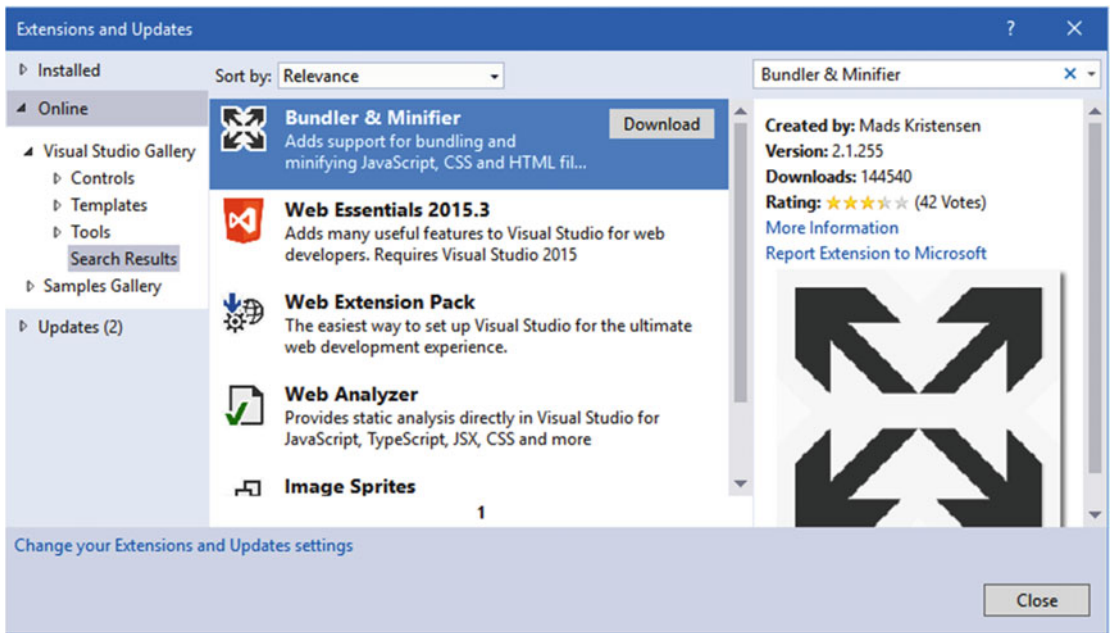 Extensions and Updates
?
Installed
Online
Visual Studio Gallery
Controls
Templates
Tools
Search Results
Samples Gallery
Updates (2)
Sort by: Relevance
Bundler & Minifier
Download
Adds support for bundling and
minifying JavaScript, CSS and HTML fil...
Web Essentials 2015.3
Adds many useful features to Visual Studio for web
developers. Requires Visual Studio 2015
Web Extension Pack
The easiest way to set up Visual Studio for the ultimate
web development experience.
Web Analyzer
Provides static analysis directly in Visual Studio for
JavaScript, TypeScript, JSX, CSS and more
Image Sprites
1
Bundler & Minifier
Created by: Mads Kristensen
Version: 2.1.255
Downloads: 144540
Rating: (42 Votes)
More Information
Report Extension to Microsoft
Change your Extensions and Updates settings
Close